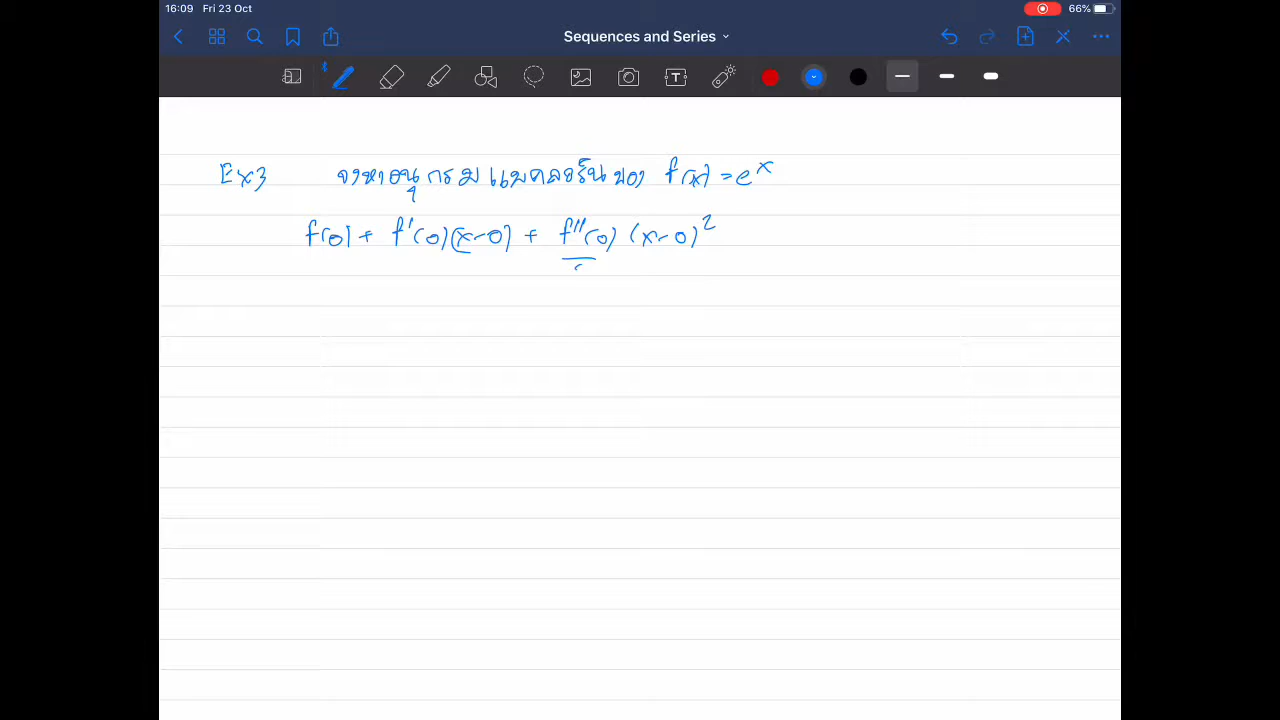 16:09 Fri 23 Oct 66%
Sequences and Series
T
Ex3 จงหาอนุกรมแมคลอรีนของ f(x) = e^x
f(0) + f'(0)(x-0) + f''(0) (x-0)^2